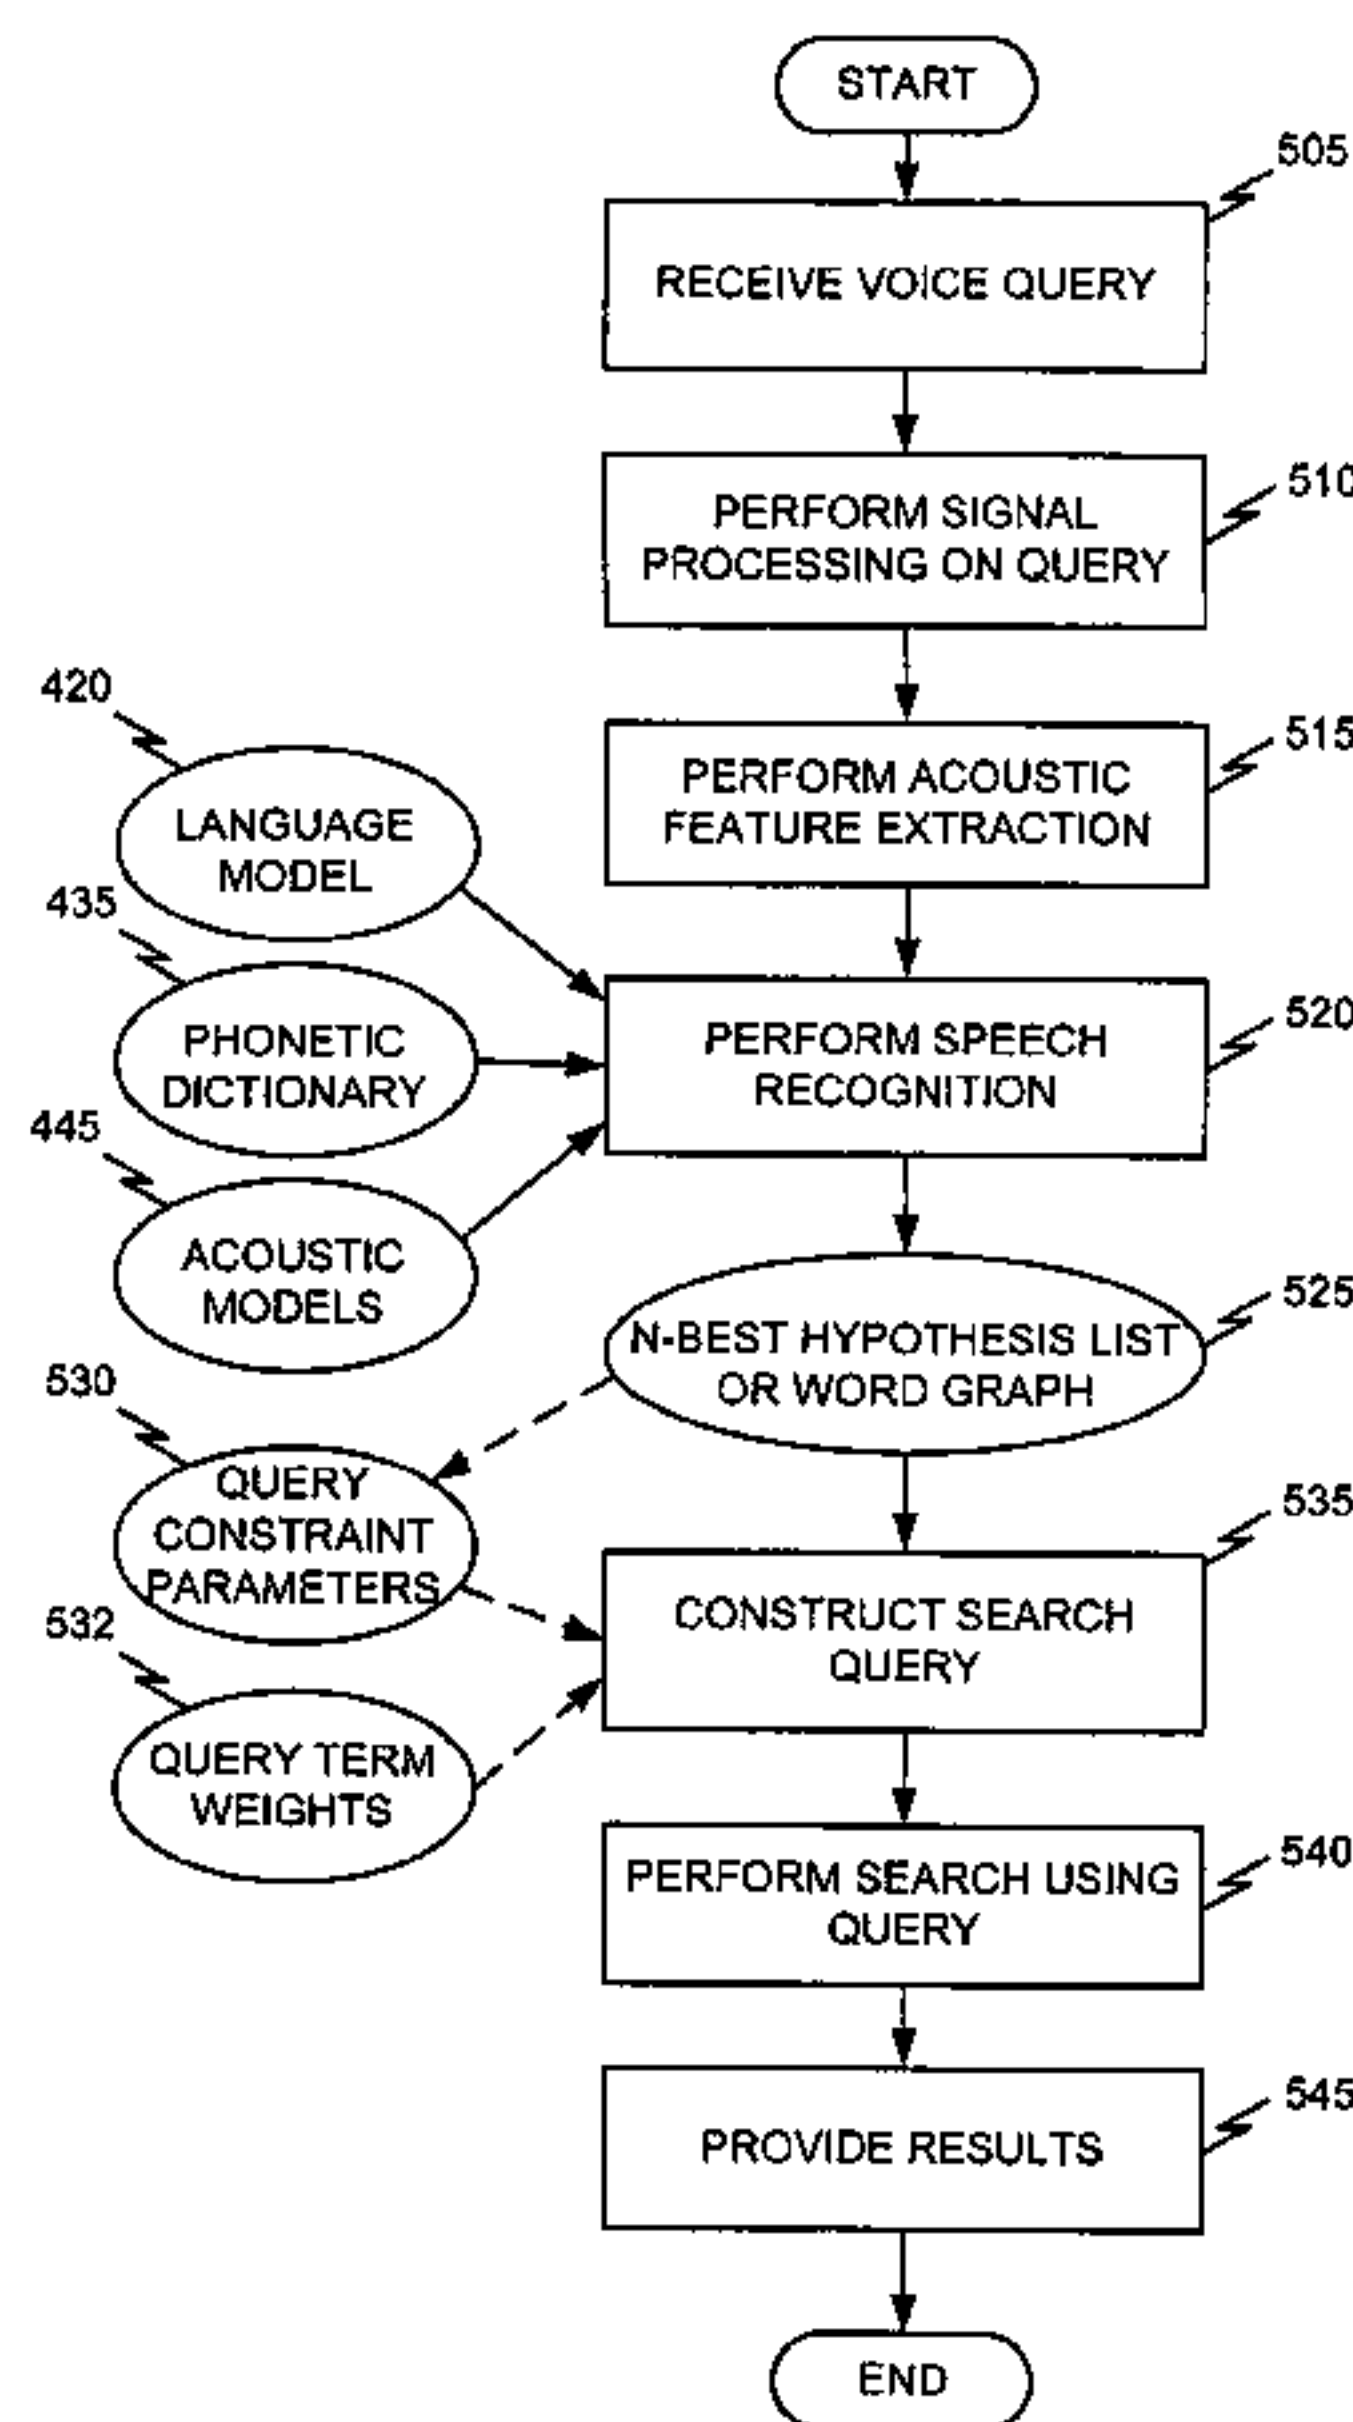 START
505
RECEIVE VOICE QUERY
510
PERFORM SIGNAL
PROCESSING ON QUERY
515
PERFORM ACOUSTIC
FEATURE EXTRACTION
420
LANGUAGE
MODEL
435
PHONETIC
DICTIONARY
445
ACOUSTIC
MODELS
520
PERFORM SPEECH
RECOGNITION
525
N-BEST HYPOTHESIS LIST
OR WORD GRAPH
530
QUERY
CONSTRAINT
PARAMETERS
532
QUERY TERM
WEIGHTS
535
CONSTRUCT SEARCH
QUERY
540
PERFORM SEARCH USING
QUERY
545
PROVIDE RESULTS
END